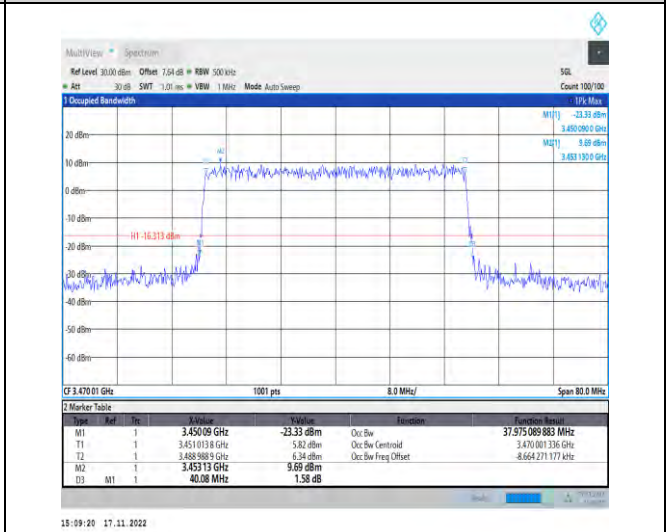 MultiView Spectrum
Ref Level 30.00 dBm Offset 7.64 dB RBW 500 kHz SGL
Att 30 dB SWT 1.01 ms VBW 1 MHz Mode Auto Sweep Count 100/100
1 Occupied Bandwidth 1Pk Max
M1[1] -23.33 dBm
3.450 090 0 GHz
M2[1] 9.69 dBm
3.453 130 0 GHz
20 dBm
M2
10 dBm
0 dBm
-10 dBm
H1 -16.313 dBm
-20 dBm
-30 dBm
-40 dBm
-50 dBm
-60 dBm
CF 3.470 01 GHz 1001 pts 8.0 MHz/ Span 80.0 MHz
2 Marker Table
Type Ref Trc X-Value Y-Value Function Function Result
M1 1 3.450 09 GHz -23.33 dBm Occ Bw 37.975 089 883 MHz
T1 1 3.451 013 8 GHz 5.82 dBm Occ Bw Centroid 3.470 001 336 GHz
T2 1 3.488 988 9 GHz 6.34 dBm Occ Bw Freq Offset -8.664 271 177 kHz
M2 1 3.453 13 GHz 9.69 dBm
D3 M1 1 40.08 MHz 1.58 dB
15:09:20 17.11.2022